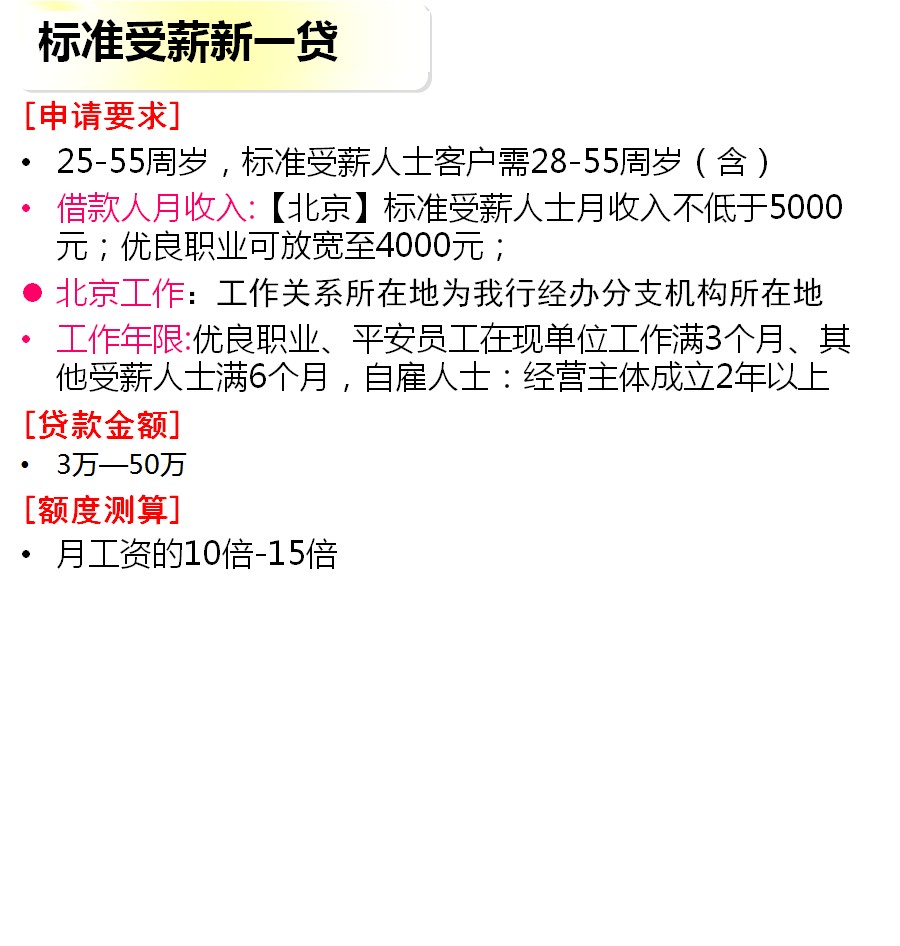 标准受薪新一贷
[申请要求]
• 25-55周岁，标准受薪人士客户需28-55周岁（含）
• 借款人月收入:【北京】标准受薪人士月收入不低于5000
元；优良职业可放宽至4000元；
● 北京工作：工作关系所在地为我行经办分支机构所在地
• 工作年限:优良职业、平安员工在现单位工作满3个月、其
他受薪人士满6个月，自雇人士：经营主体成立2年以上
[贷款金额]
• 3万—50万
[额度测算]
• 月工资的10倍-15倍